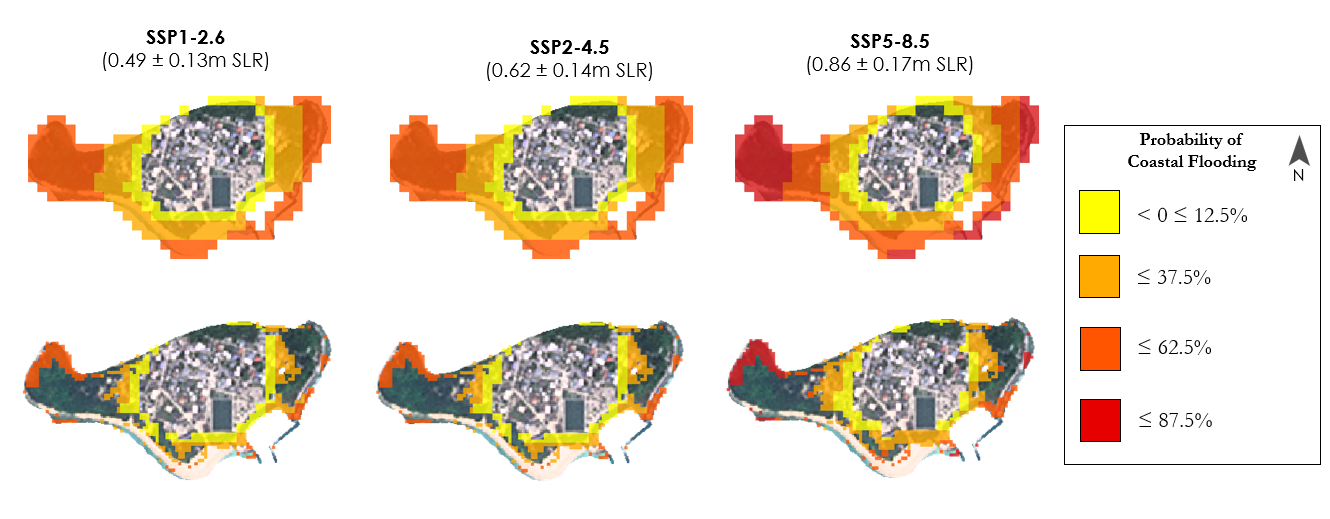 SSP1-2.6
(0.49 ± 0.13m SLR)
SSP2-4.5
(0.62 ± 0.14m SLR)
SSP5-8.5
(0.86 ± 0.17m SLR)
Probability of
Coastal Flooding
N
< 0 ≤ 12.5%
≤ 37.5%
≤ 62.5%
≤ 87.5%